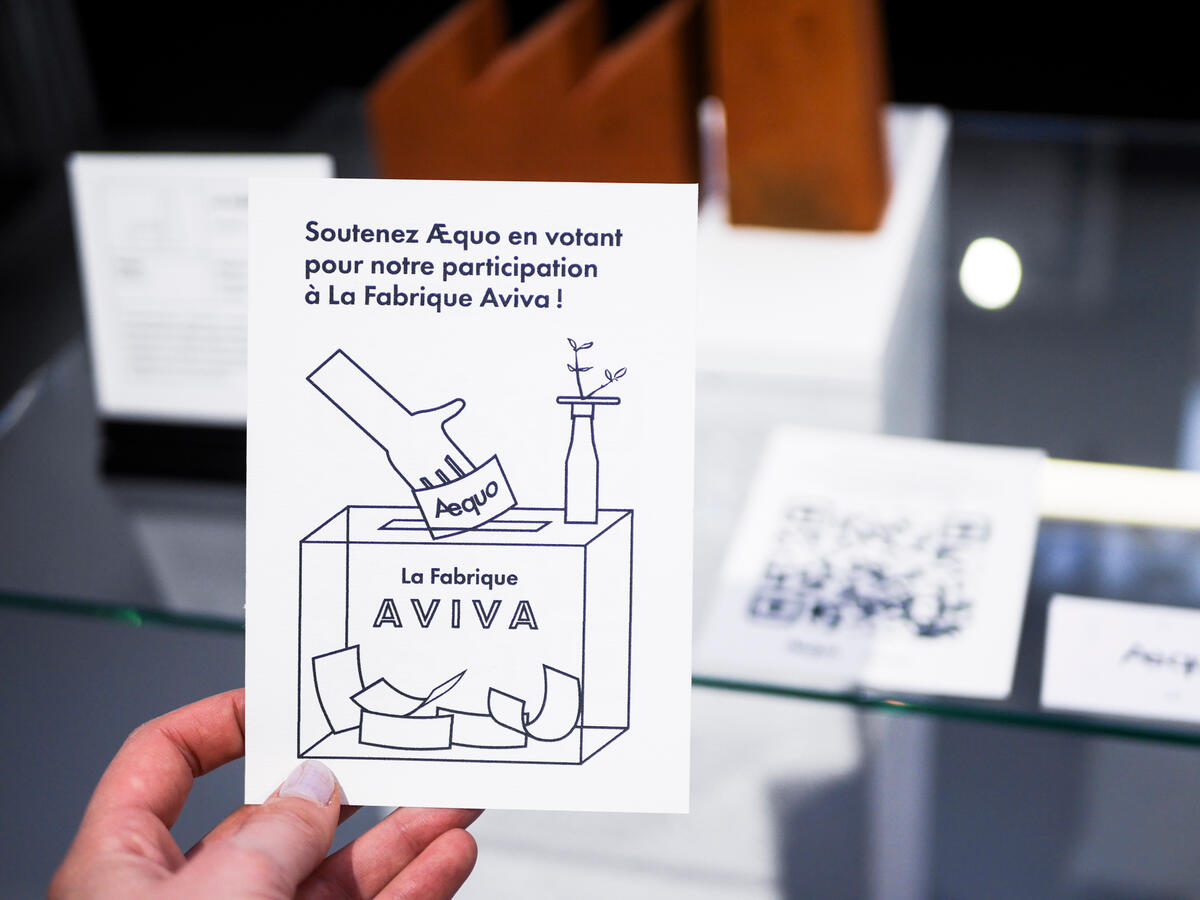 Soutenez Æquo en votant
pour notre participation
à La Fabrique Aviva !
Aequo
La Fabrique
AVIVA